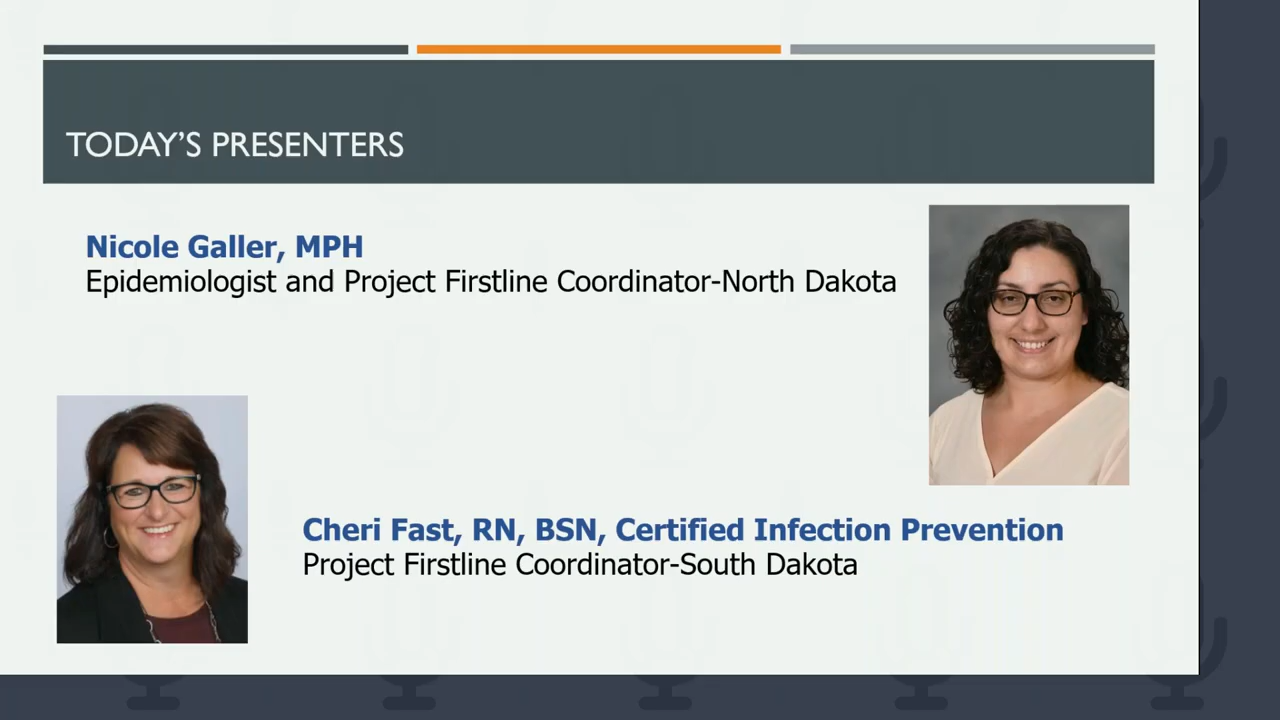 TODAY'S PRESENTERS
Nicole Galler, MPH
Epidemiologist and Project Firstline Coordinator-North Dakota
Cheri Fast, RN, BSN, Certified Infection Prevention
Project Firstline Coordinator-South Dakota